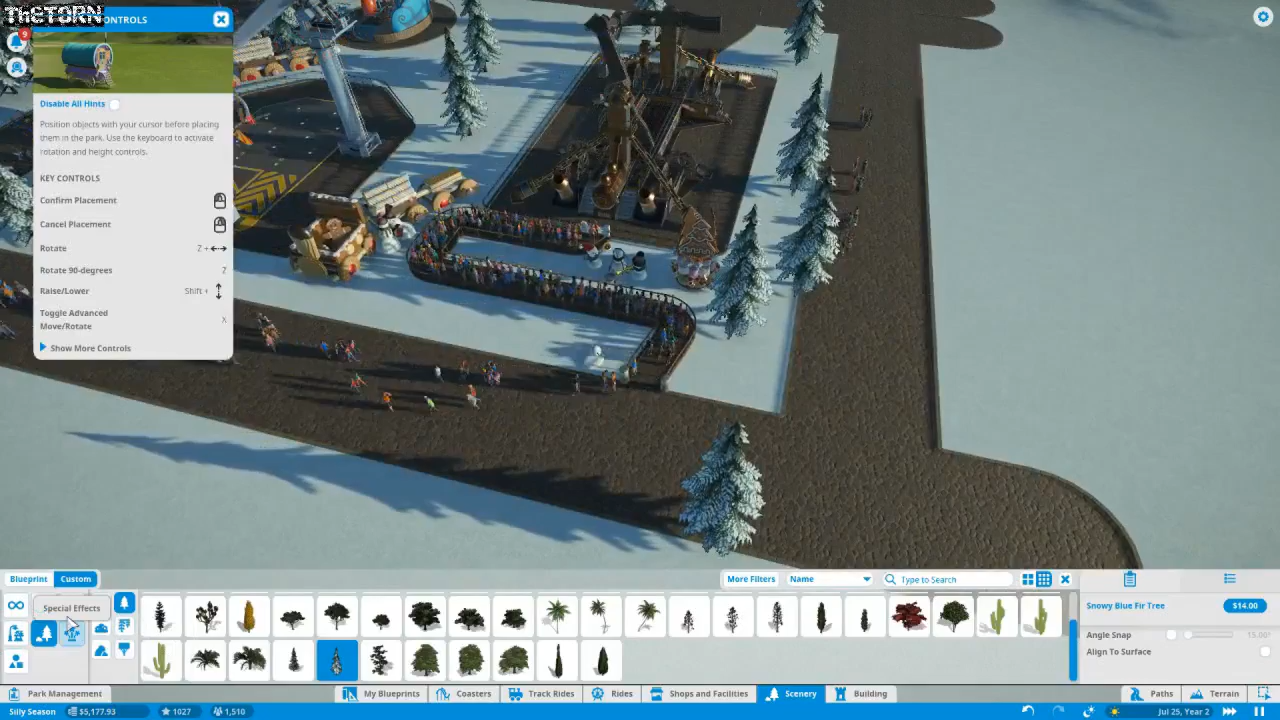 THETORN
CONTROLS
9
Disable All Hints
Position objects with your cursor before placing
them in the park. Use the keyboard to activate
rotation and height controls.
KEY CONTROLS
Confirm Placement
Cancel Placement
Rotate Z +
Rotate 90-degrees Z
Raise/Lower Shift +
Toggle Advanced
Move/Rotate X
Show More Controls
Blueprint Custom More Filters Name Type to Search
Special Effects
Snowy Blue Fir Tree $14.00
Angle Snap 15.00°
Align To Surface
Park Management My Blueprints Coasters Track Rides Rides Shops and Facilities Scenery Building Paths Terrain
Silly Season $5,177.93 1027 1,510 Jul 25, Year 2